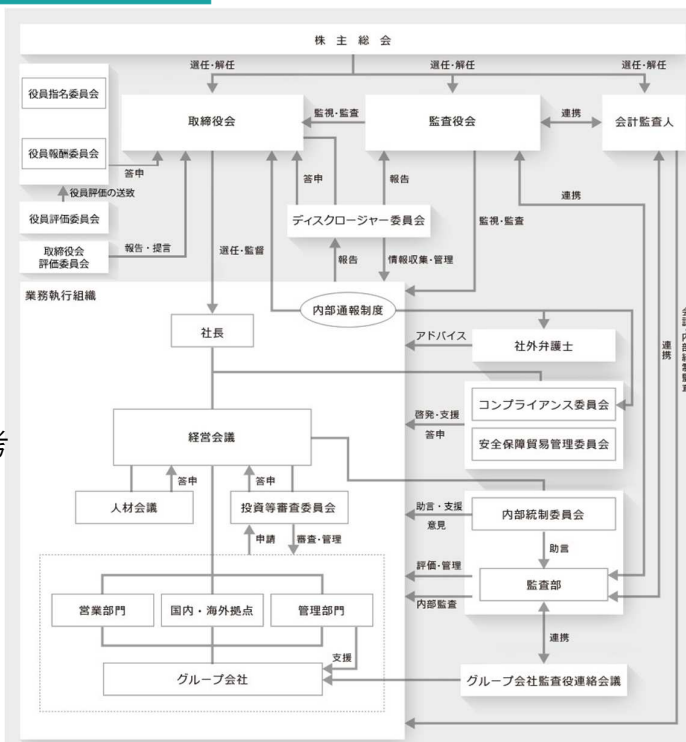 株 主 総 会
選任・解任
選任・解任
選任・解任
役員指名委員会
役員報酬委員会
取締役会
監視・監査
監査役会
連携
会計監査人
答申
役員評価の送致
役員評価委員会
取締役会
評価委員会
報告・提言
選任・監督
答申
報告
ディスクロージャー委員会
報告
情報収集・管理
監視・監査
連携
業務執行組織
内部通報制度
社長
アドバイス
社外弁護士
連携
会計・内部統制監査
コンプライアンス委員会
啓発・支援
答申
安全保障貿易管理委員会
考
経営会議
答申
答申
人材会議
投資等審査委員会
申請
審査・管理
助言・支援
意見
内部統制委員会
助言
評価・管理
監査部
内部監査
営業部門
国内・海外拠点
管理部門
支援
連携
グループ会社
グループ会社監査役連絡会議